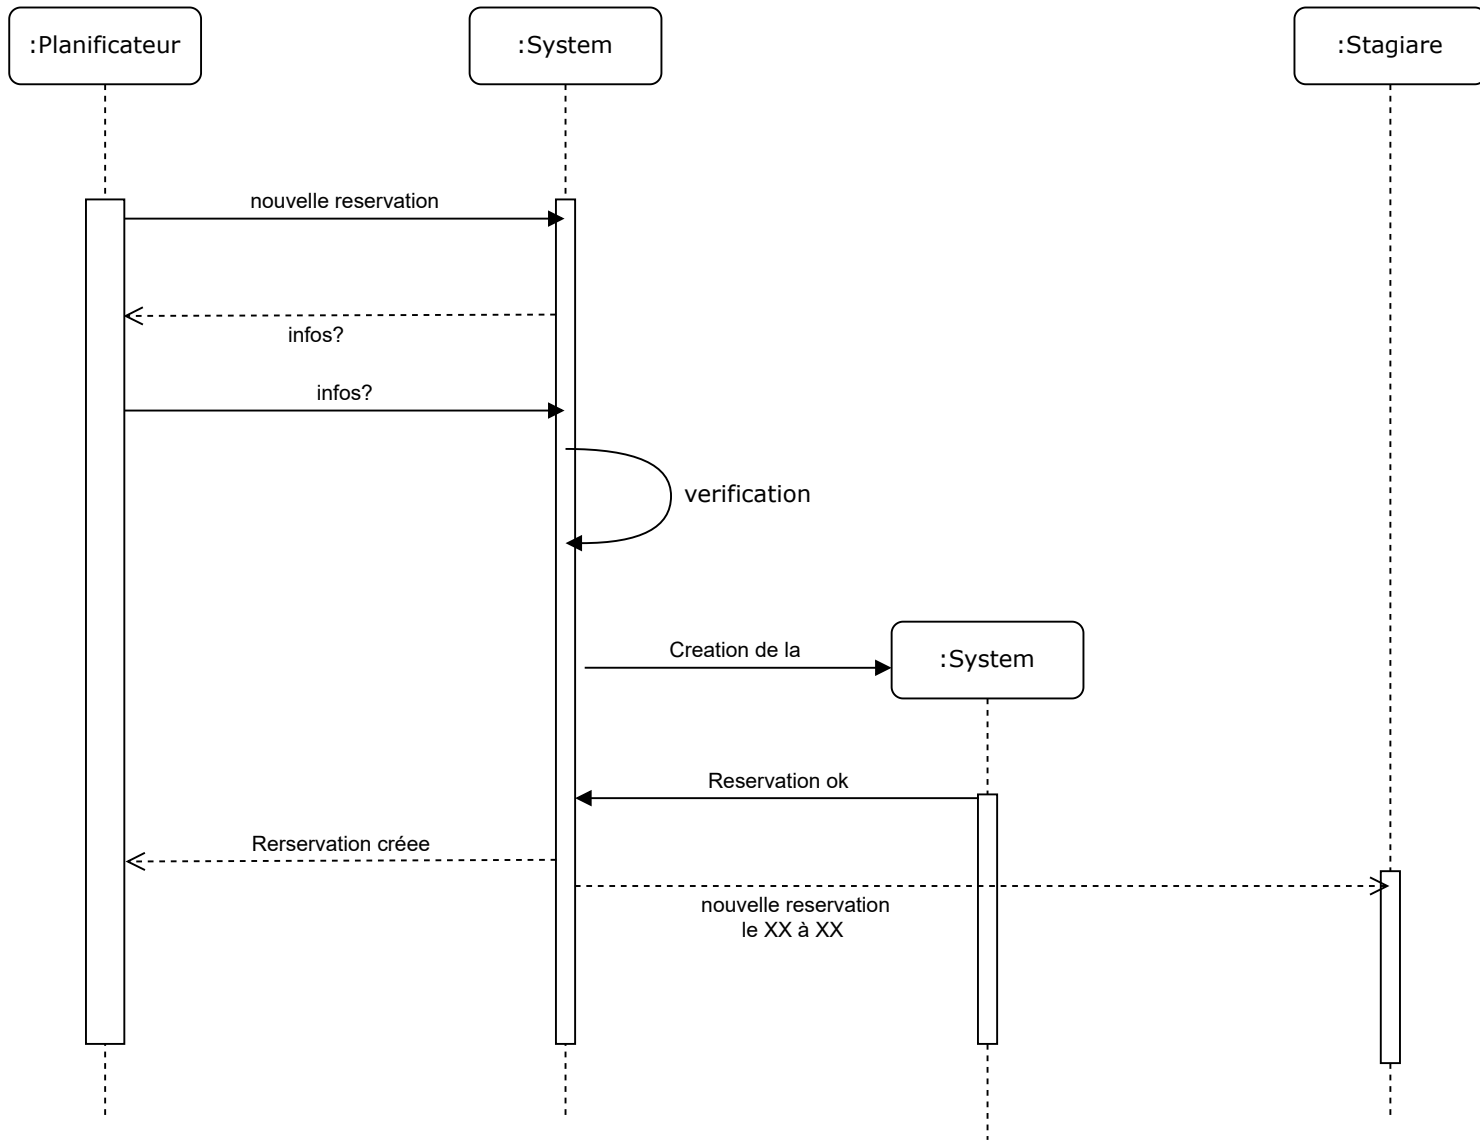 :Planificateur
:System
:Stagiare
nouvelle reservation
infos?
infos?
verification
Creation de la
:System
Reservation ok
Rerservation créee
nouvelle reservation
le XX à XX